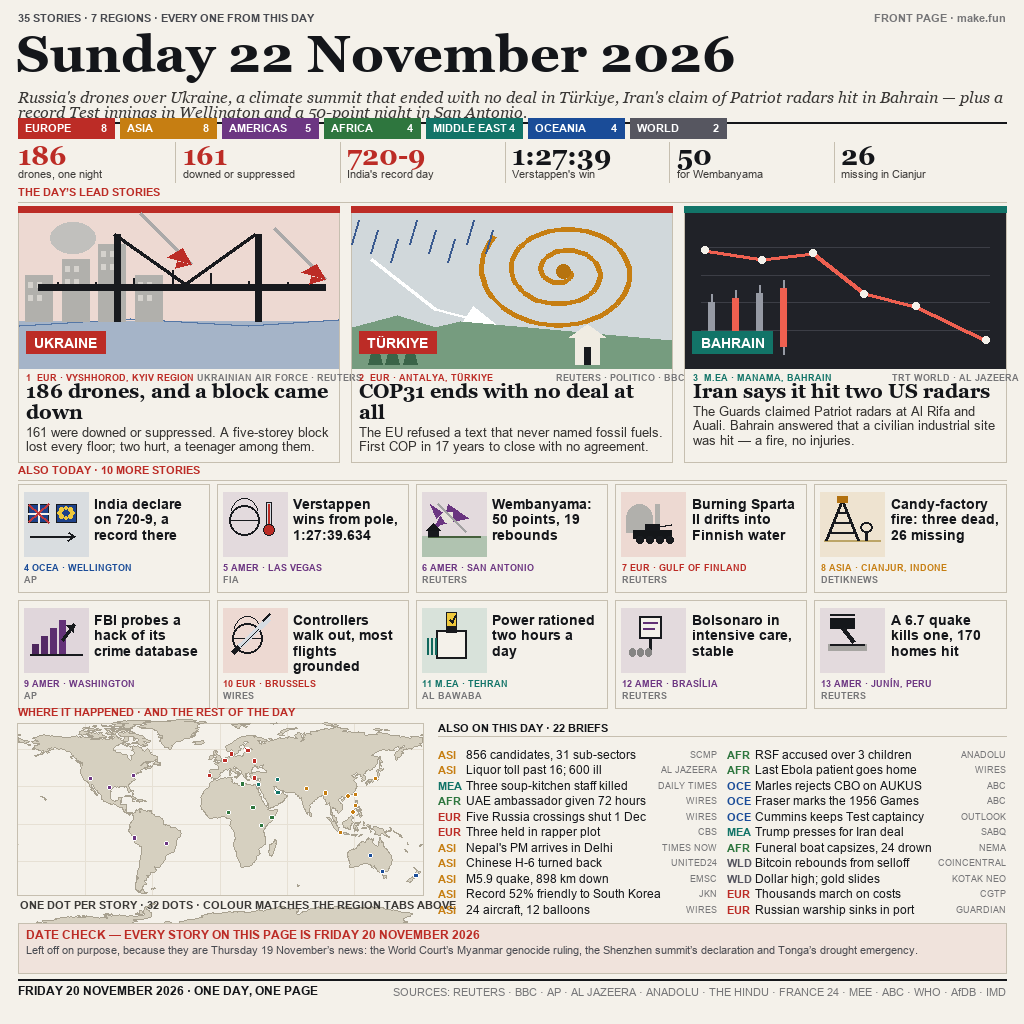 35 STORIES · 7 REGIONS · EVERY ONE FROM THIS DAY
FRONT PAGE · make.fun
Sunday 22 November 2026
Russia's drones over Ukraine, a climate summit that ended with no deal in Türkiye, Iran's claim of Patriot radars hit in Bahrain — plus a
record Test innings in Wellington and a 50-point night in San Antonio.
EUROPE 8
ASIA 8
AMERICAS 5
AFRICA 4
MIDDLE EAST 4
OCEANIA 4
WORLD 2
186
drones, one night
161
downed or suppressed
720-9
India's record day
1:27:39
Verstappen's win
50
for Wembanyama
26
missing in Cianjur
THE DAY'S LEAD STORIES
UKRAINE
1 EUR · VYSHHOROD, KYIV REGION
UKRAINIAN AIR FORCE · REUTERS
186 drones, and a block came
down
161 were downed or suppressed. A five-storey block
lost every floor; two hurt, a teenager among them.
TÜRKIYE
2 EUR · ANTALYA, TÜRKIYE
REUTERS · POLITICO · BBC
COP31 ends with no deal at
all
The EU refused a text that never named fossil fuels.
First COP in 17 years to close with no agreement.
BAHRAIN
3 M.EA · MANAMA, BAHRAIN
TRT WORLD · AL JAZEERA
Iran says it hit two US radars
The Guards claimed Patriot radars at Al Rifa and
Auali. Bahrain answered that a civilian industrial site
was hit — a fire, no injuries.
ALSO TODAY · 10 MORE STORIES
India declare
on 720-9, a
record there
4 OCEA · WELLINGTON
AP
Verstappen
wins from pole,
1:27:39.634
5 AMER · LAS VEGAS
FIA
Wembanyama:
50 points, 19
rebounds
6 AMER · SAN ANTONIO
REUTERS
Burning Sparta
II drifts into
Finnish water
7 EUR · GULF OF FINLAND
REUTERS
Candy-factory
fire: three dead,
26 missing
8 ASIA · CIANJUR, INDONE
DETIKNEWS
FBI probes a
hack of its
crime database
9 AMER · WASHINGTON
AP
Controllers
walk out, most
flights
grounded
10 EUR · BRUSSELS
WIRES
Power rationed
two hours a
day
11 M.EA · TEHRAN
AL BAWABA
Bolsonaro in
intensive care,
stable
12 AMER · BRASÍLIA
REUTERS
A 6.7 quake
kills one, 170
homes hit
13 AMER · JUNÍN, PERU
REUTERS
WHERE IT HAPPENED · AND THE REST OF THE DAY
ONE DOT PER STORY · 32 DOTS · COLOUR MATCHES THE REGION TABS ABOVE
ALSO ON THIS DAY · 22 BRIEFS
ASI 856 candidates, 31 sub-sectors SCMP
ASI Liquor toll past 16; 600 ill AL JAZEERA
MEA Three soup-kitchen staff killed DAILY TIMES
AFR UAE ambassador given 72 hours WIRES
EUR Five Russia crossings shut 1 Dec WIRES
EUR Three held in rapper plot CBS
ASI Nepal's PM arrives in Delhi TIMES NOW
ASI Chinese H-6 turned back UNITED24
ASI M5.9 quake, 898 km down EMSC
ASI Record 52% friendly to South Korea JKN
ASI 24 aircraft, 12 balloons WIRES
AFR RSF accused over 3 children ANADOLU
AFR Last Ebola patient goes home WIRES
OCE Marles rejects CBO on AUKUS ABC
OCE Fraser marks the 1956 Games ABC
OCE Cummins keeps Test captaincy OUTLOOK
MEA Trump presses for Iran deal SABQ
AFR Funeral boat capsizes, 24 drown NEMA
WLD Bitcoin rebounds from selloff COINCENTRAL
WLD Dollar high; gold slides KOTAK NEO
EUR Thousands march on costs CGTP
EUR Russian warship sinks in port GUARDIAN
DATE CHECK — EVERY STORY ON THIS PAGE IS FRIDAY 20 NOVEMBER 2026
Left off on purpose, because they are Thursday 19 November's news: the World Court's Myanmar genocide ruling, the Shenzhen summit's declaration and Tonga's drought emergency.
FRIDAY 20 NOVEMBER 2026 · ONE DAY, ONE PAGE
SOURCES: REUTERS · BBC · AP · AL JAZEERA · ANADOLU · THE HINDU · FRANCE 24 · MEE · ABC · WHO · AfDB · IMD